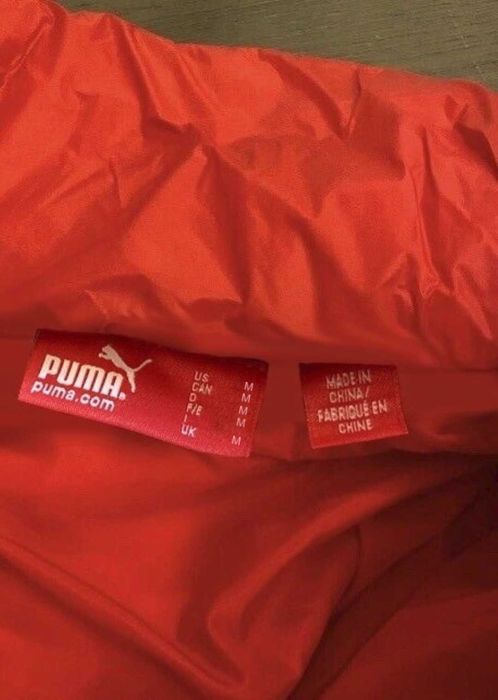 PUMA
puma.com
US M
CAN M
D M
F/E M
I M
UK M
MADE IN
CHINA/
FABRIQUÉ EN
CHINE